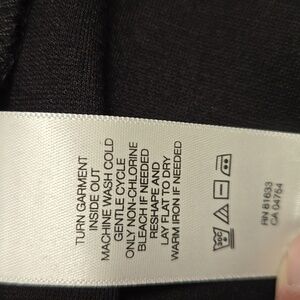 TURN GARMENT
INSIDE OUT
MACHINE WASH COLD
GENTLE CYCLE
ONLY NON-CHLORINE
BLEACH IF NEEDED
RESHAPE AND
LAY FLAT TO DRY
WARM IRON IF NEEDED
RN 81633
CA 04764